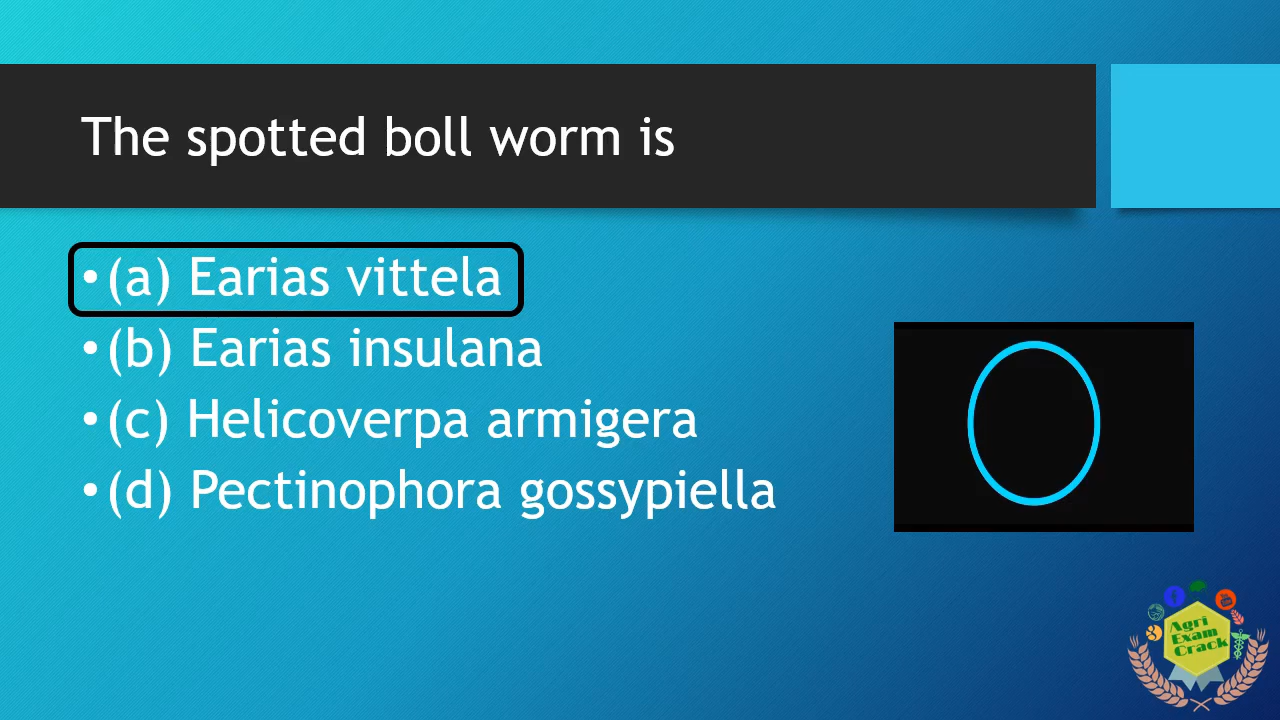 The spotted boll worm is
•(a) Earias vittela
•(b) Earias insulana
•(c) Helicoverpa armigera
•(d) Pectinophora gossypiella
Agri
Exam
Crack